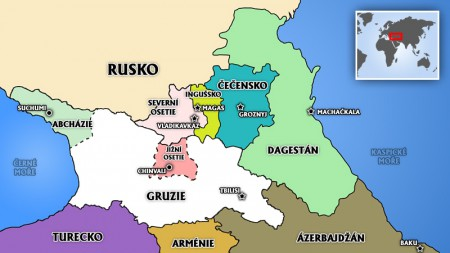 RUSKO
ČEČENSKO
INGUŠSKO
SEVERNÍ
OSETIE
MAGAS
GROZNYJ
SUCHUMI
MACHAČKALA
ABCHÁZIE
VLADIKAVKAZ
JIŽNÍ
OSETIE
DAGESTÁN
ČERNÉ
MOŘE
KASPICKÉ
MOŘE
CHINVALI
GRUZIE
TBILISI
TURECKO
ARMÉNIE
ÁZERBAJDŽÁN
BAKU